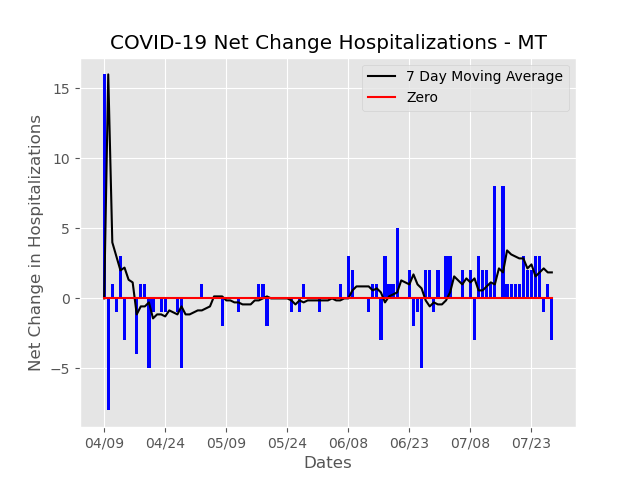 COVID-19 Net Change Hospitalizations - MT
7 Day Moving Average
Zero
Net Change in Hospitalizations
15
10
5
0
−5
04/09 04/24 05/09 05/24 06/08 06/23 07/08 07/23
Dates